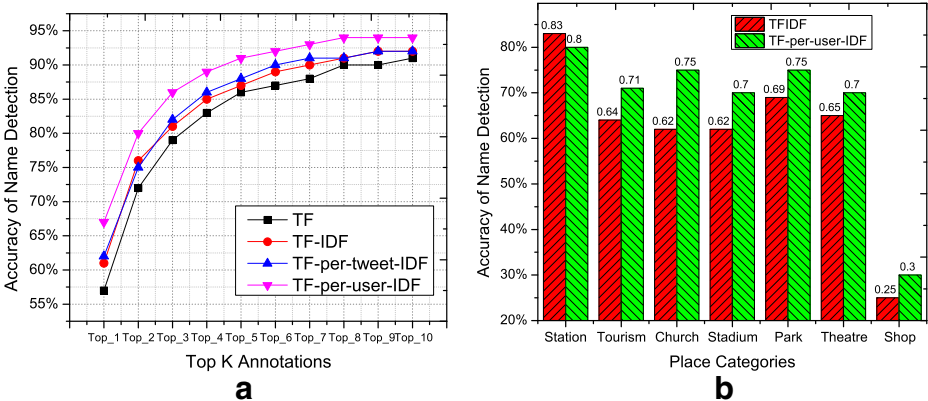 95%
90%
85%
80%
75%
70%
65%
60%
55%
Accuracy of Name Detection
TF
TF-IDF
TF-per-tweet-IDF
TF-per-user-IDF
Top_1 Top_2 Top_3 Top_4 Top_5 Top_6 Top_7 Top_8 Top_9 Top_10
Top K Annotations
a
80%
70%
60%
50%
40%
30%
20%
Accuracy of Name Detection
TFIDF
TF-per-user-IDF
0.83 0.8
0.64 0.71
0.62 0.75
0.62 0.7
0.69 0.75
0.65 0.7
0.25 0.3
Station Tourism Church Stadium Park Theatre Shop
Place Categories
b